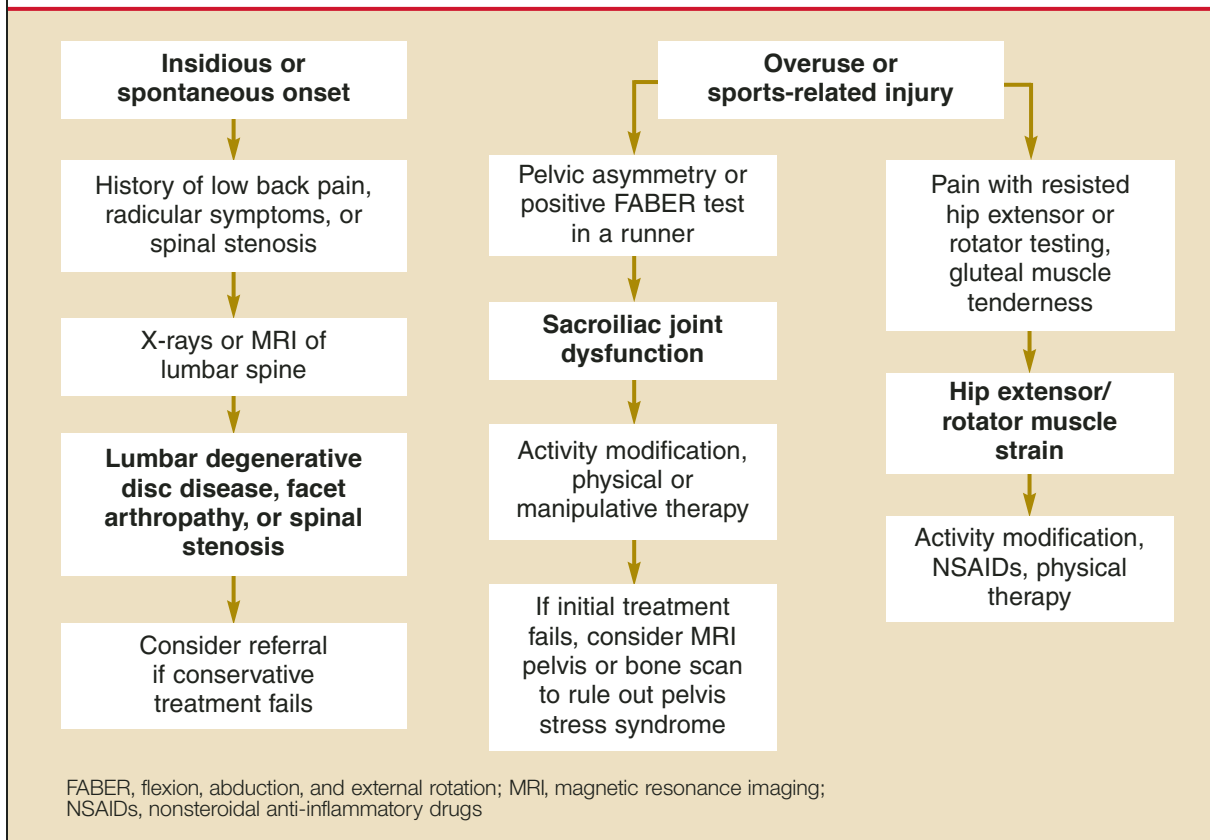 Insidious or
spontaneous onset
History of low back pain,
radicular symptoms, or
spinal stenosis
X-rays or MRI of
lumbar spine
Lumbar degenerative
disc disease, facet
arthropathy, or spinal
stenosis
Consider referral
if conservative
treatment fails
Overuse or
sports-related injury
Pelvic asymmetry or
positive FABER test
in a runner
Sacroiliac joint
dysfunction
Activity modification,
physical or
manipulative therapy
If initial treatment
fails, consider MRI
pelvis or bone scan
to rule out pelvis
stress syndrome
Pain with resisted
hip extensor or
rotator testing,
gluteal muscle
tenderness
Hip extensor/
rotator muscle
strain
Activity modification,
NSAIDs, physical
therapy
FABER, flexion, abduction, and external rotation; MRI, magnetic resonance imaging;
NSAIDs, nonsteroidal anti-inflammatory drugs